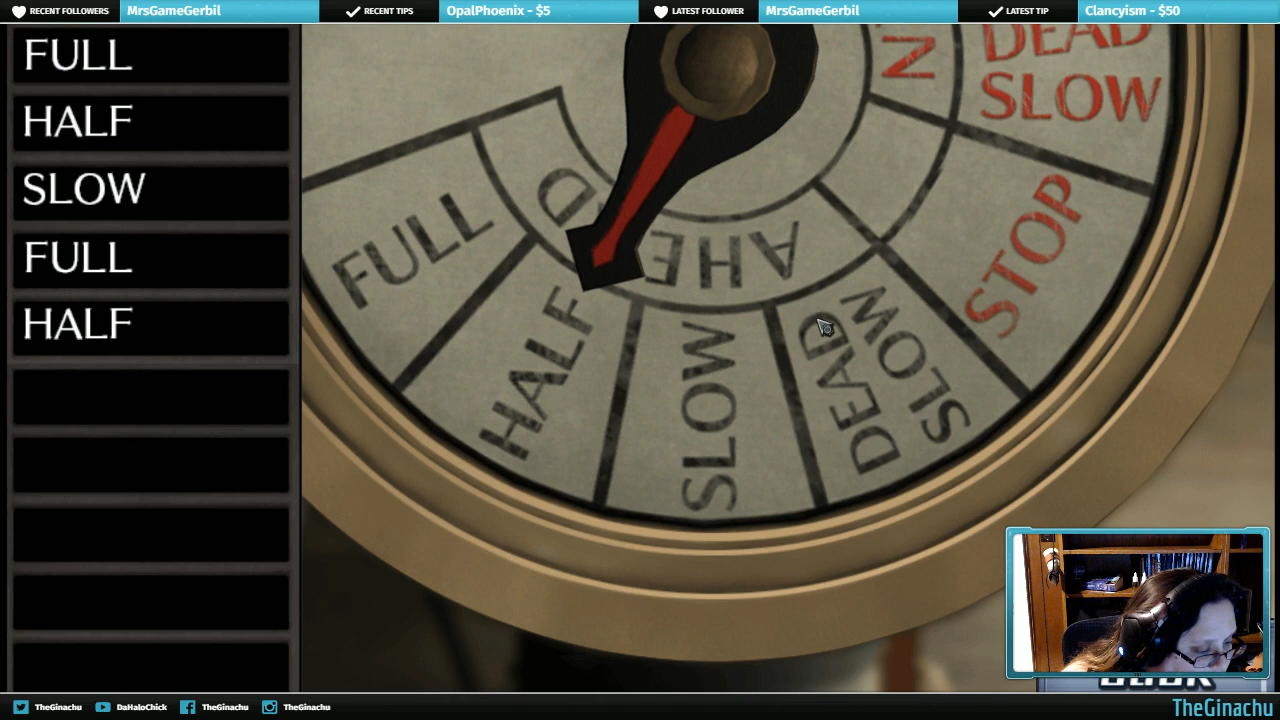 RECENT FOLLOWERS MrsGameGerbil RECENT TIPS OpalPhoenix - $5 LATEST FOLLOWER MrsGameGerbil LATEST TIP Clancyism - $50
FULL
HALF
SLOW
FULL
HALF
FULL
HALF
SLOW
DEAD
SLOW
STOP
DEAD
SLOW
N
AHE
D
TheGinachu DaHaloChick TheGinachu TheGinachu
TheGinachu